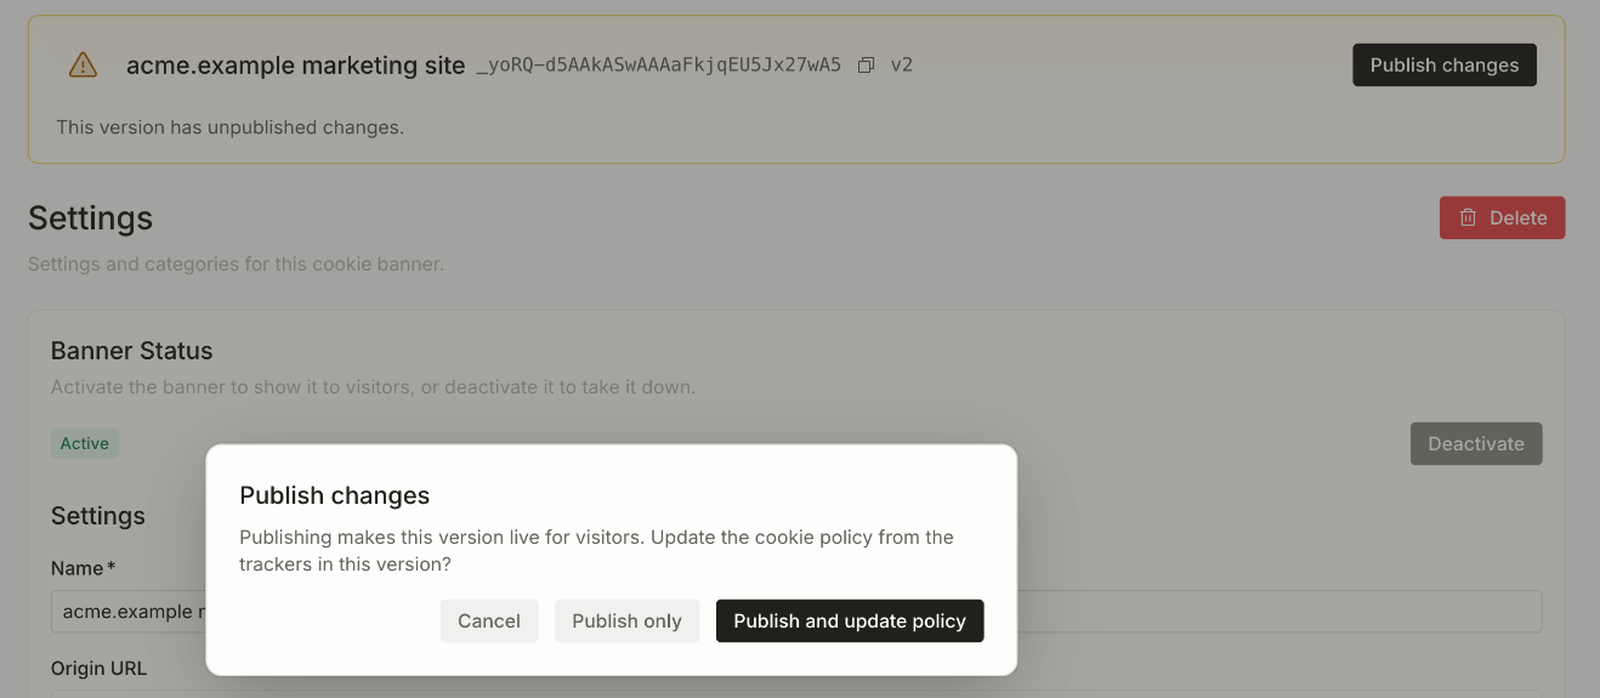 acme.example marketing site _yoRQ-d5AAkASwAAAaFkjqEU5Jx27wA5 v2
Publish changes
This version has unpublished changes.
Settings
Delete
Settings and categories for this cookie banner.
Banner Status
Activate the banner to show it to visitors, or deactivate it to take it down.
Active
Deactivate
Settings
Name *
acme.example
Origin URL
Publish changes
Publishing makes this version live for visitors. Update the cookie policy from the
trackers in this version?
Cancel
Publish only
Publish and update policy